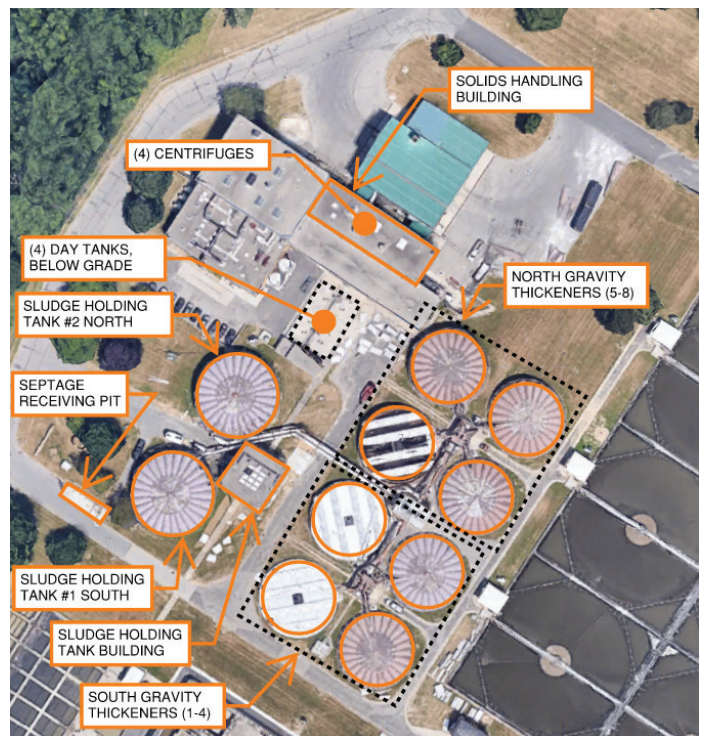 SOLIDS HANDLING
BUILDING
(4) CENTRIFUGES
(4) DAY TANKS,
BELOW GRADE
NORTH GRAVITY
THICKENERS (5-8)
SLUDGE HOLDING
TANK #2 NORTH
SEPTAGE
RECEIVING PIT
SLUDGE HOLDING
TANK #1 SOUTH
SLUDGE HOLDING
TANK BUILDING
SOUTH GRAVITY
THICKENERS (1-4)